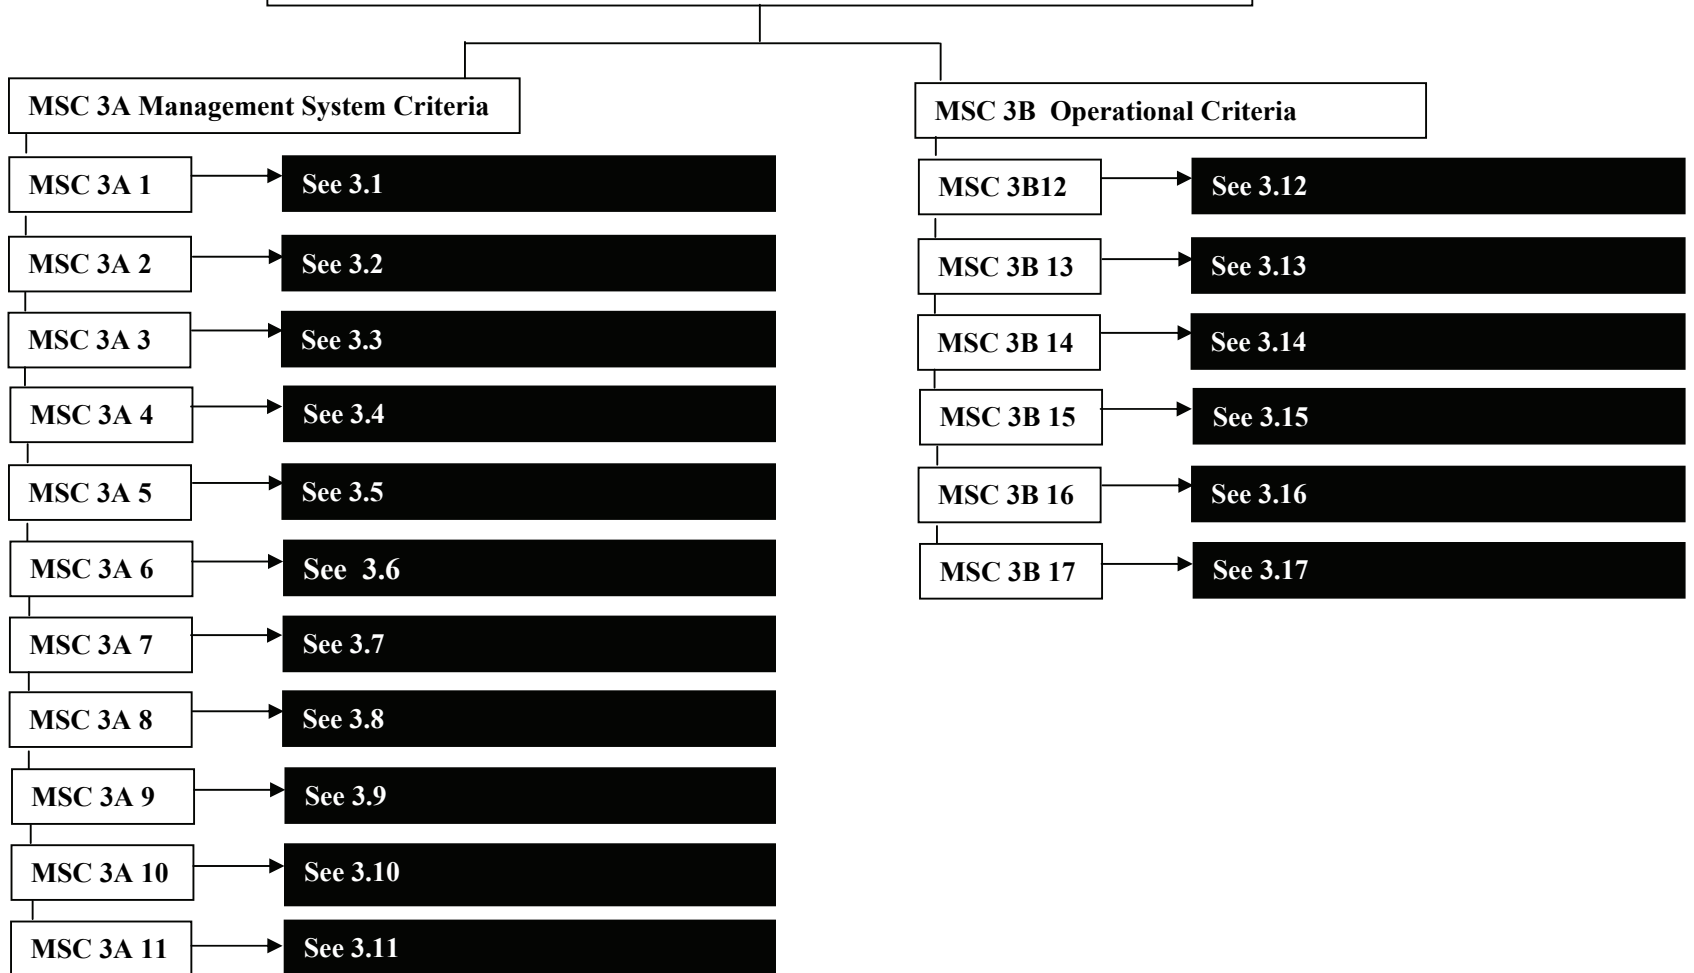 MSC 3A Management System Criteria
MSC 3A 1
See 3.1
MSC 3A 2
See 3.2
MSC 3A 3
See 3.3
MSC 3A 4
See 3.4
MSC 3A 5
See 3.5
MSC 3A 6
See  3.6
MSC 3A 7
See 3.7
MSC 3A 8
See 3.8
MSC 3A 9
See 3.9
MSC 3A 10
See 3.10
MSC 3A 11
See 3.11
MSC 3B  Operational Criteria
MSC 3B12
See 3.12
MSC 3B 13
See 3.13
MSC 3B 14
See 3.14
MSC 3B 15
See 3.15
MSC 3B 16
See 3.16
MSC 3B 17
See 3.17